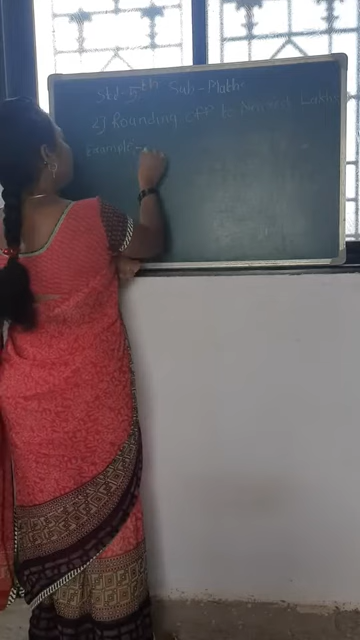 Std-5th Sub-Maths
2) Rounding off to Nearest Lakhs
Example:-